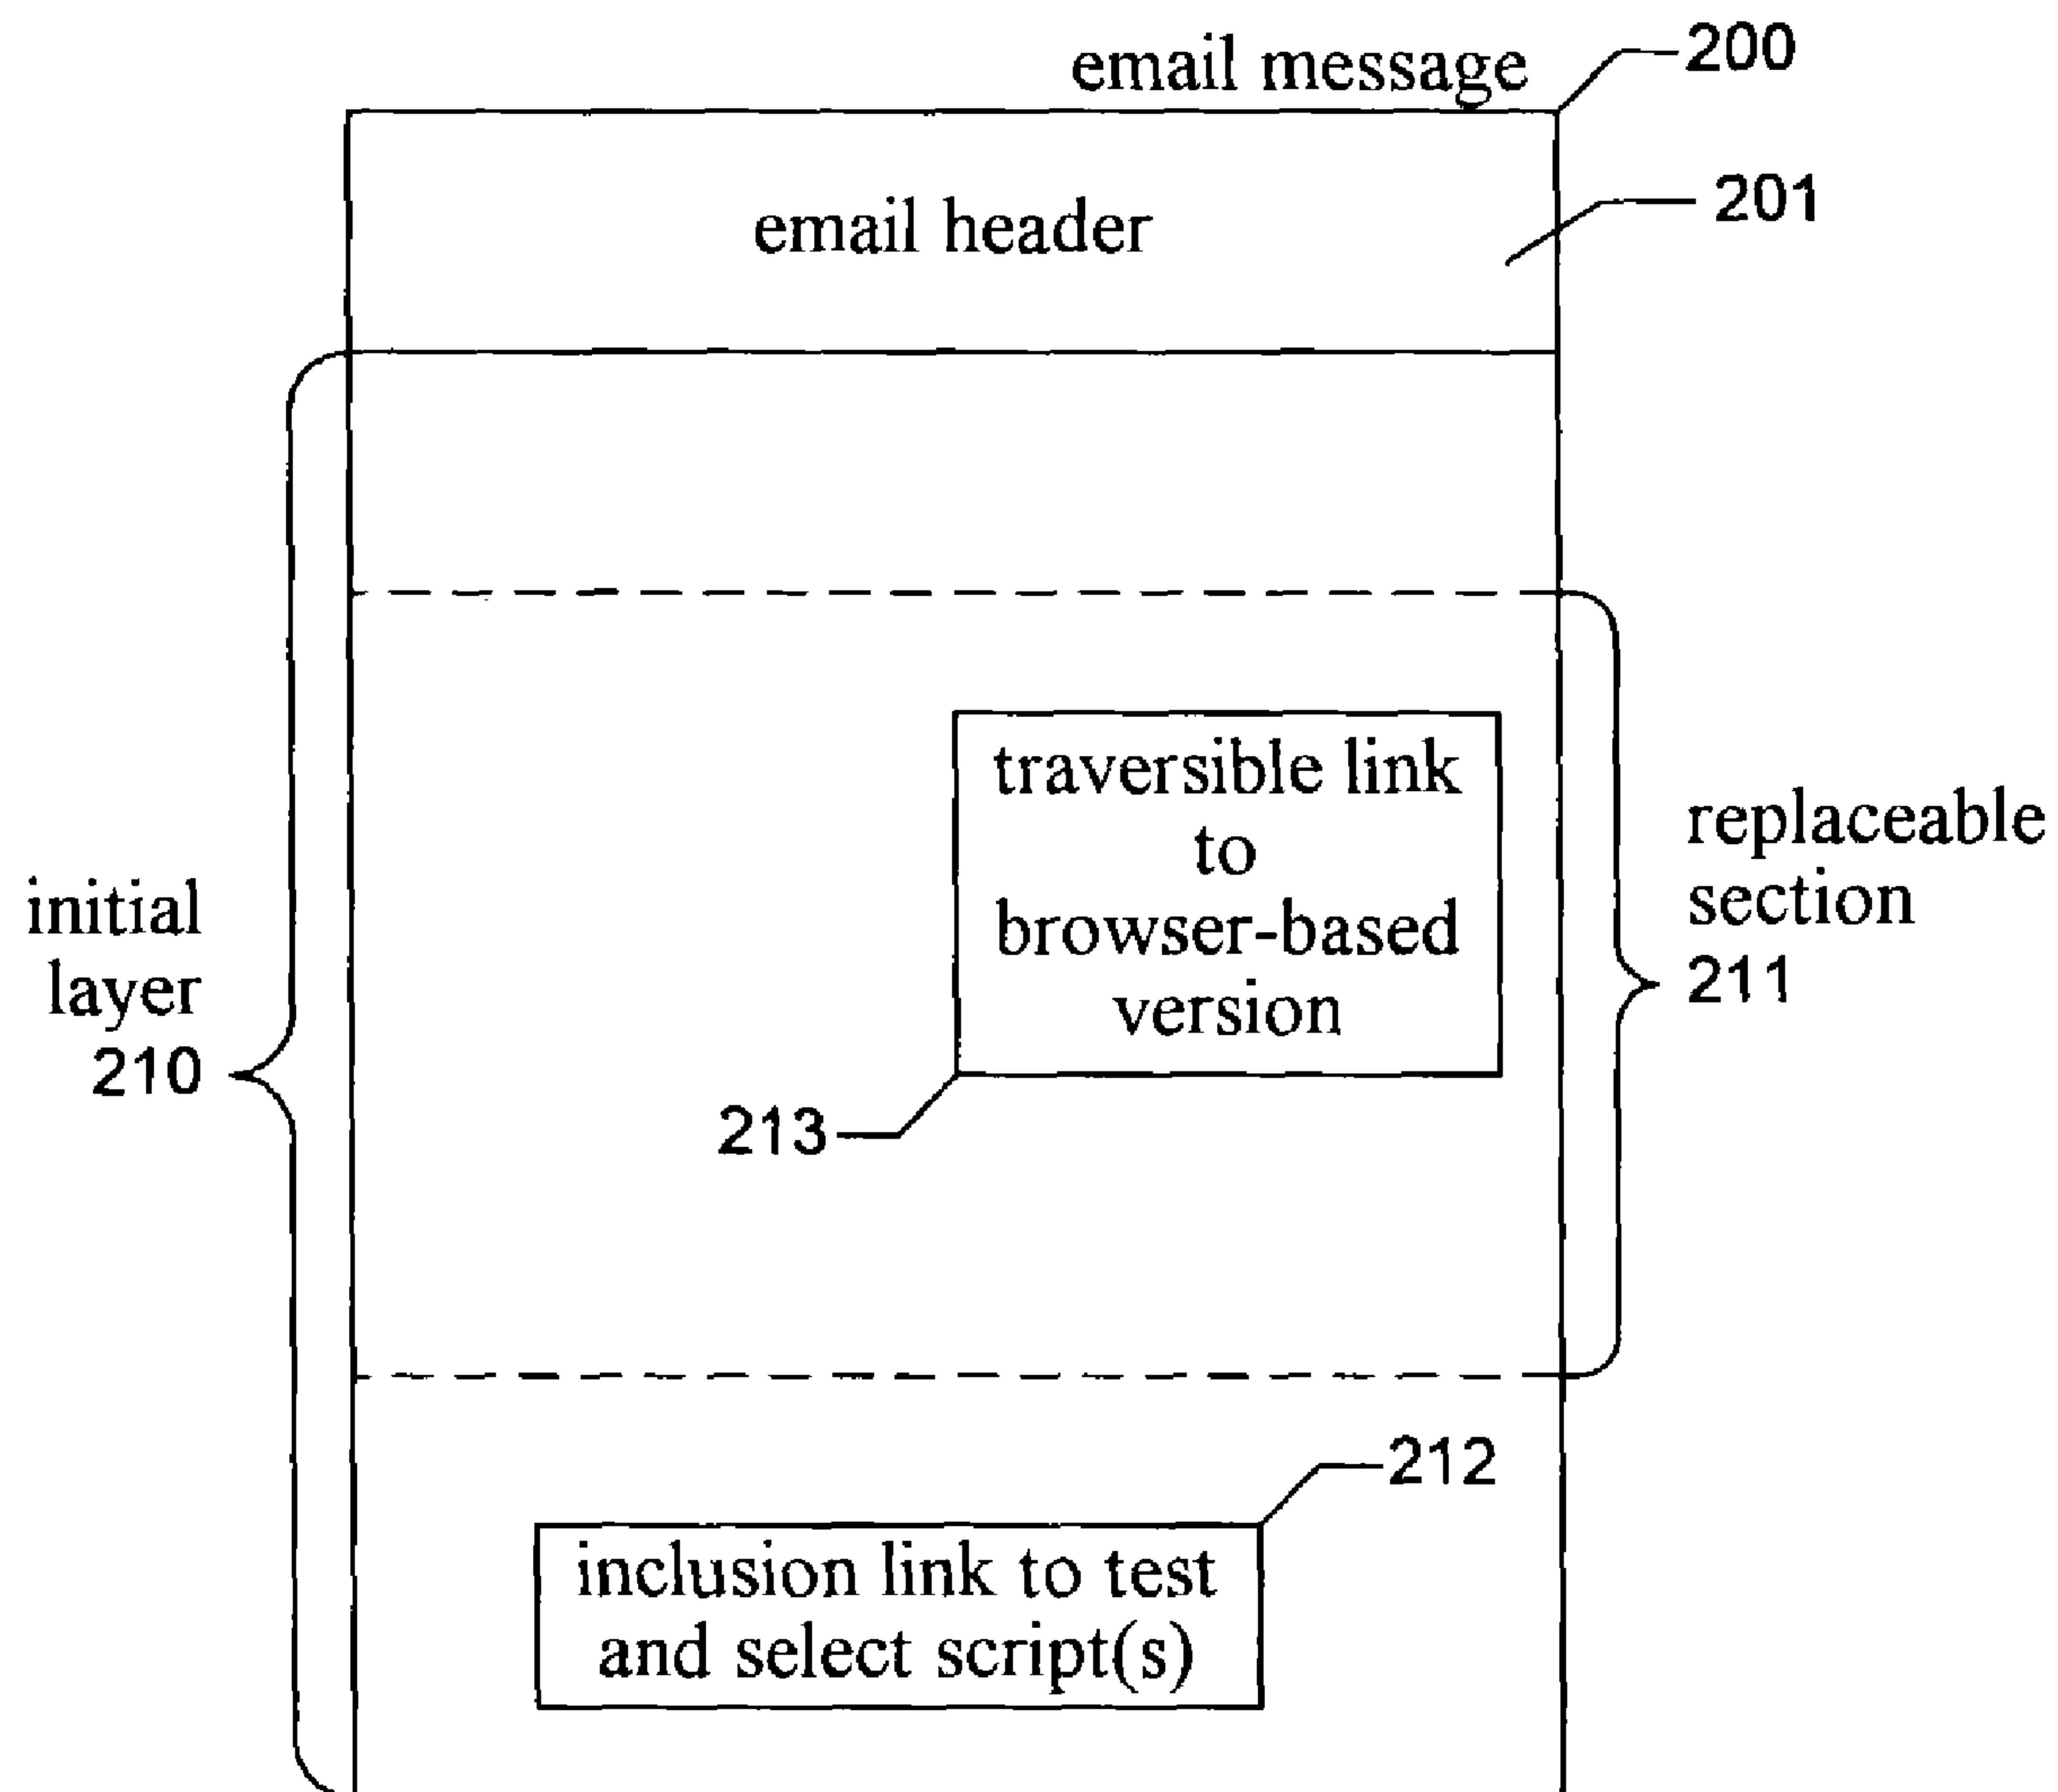 email message
200
email header
201
traversible link
to
browser-based
version
213
replaceable
section
211
initial
layer
210
212
inclusion link to test
and select script(s)